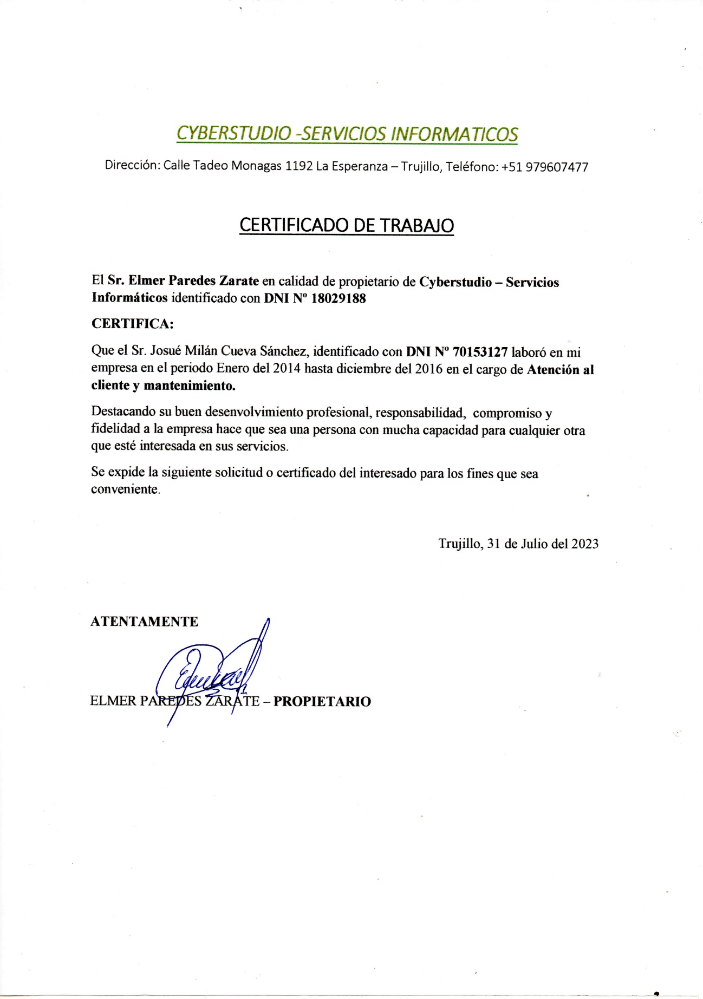 CYBERSTUDIO -SERVICIOS INFORMATICOS
Dirección: Calle Tadeo Monagas 1192 La Esperanza – Trujillo, Teléfono: +51 979607477
CERTIFICADO DE TRABAJO
El Sr. Elmer Paredes Zarate en calidad de propietario de Cyberstudio – Servicios
Informáticos identificado con DNI Nº 18029188
CERTIFICA:
Que el Sr. Josué Milán Cueva Sánchez, identificado con DNI Nº 70153127 laboró en mi
empresa en el periodo Enero del 2014 hasta diciembre del 2016 en el cargo de Atención al
cliente y mantenimiento.
Destacando su buen desenvolvimiento profesional, responsabilidad, compromiso y
fidelidad a la empresa hace que sea una persona con mucha capacidad para cualquier otra
que esté interesada en sus servicios.
Se expide la siguiente solicitud o certificado del interesado para los fines que sea
conveniente.
Trujillo, 31 de Julio del 2023
ATENTAMENTE
ELMER PAREDES ZARATE – PROPIETARIO